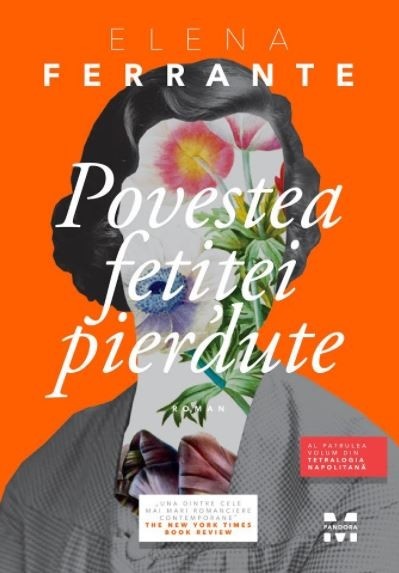 ELENA
FERRANTE
Povestea
fetiței
pierdute
ROMAN
AL PATRULEA
VOLUM DIN
TETRALOGIA
NAPOLITANĂ
„UNA DINTRE CELE
MAI MARI ROMANCIERE
CONTEMPORANE”
THE NEW YORK TIMES
BOOK REVIEW
PANDORA
M